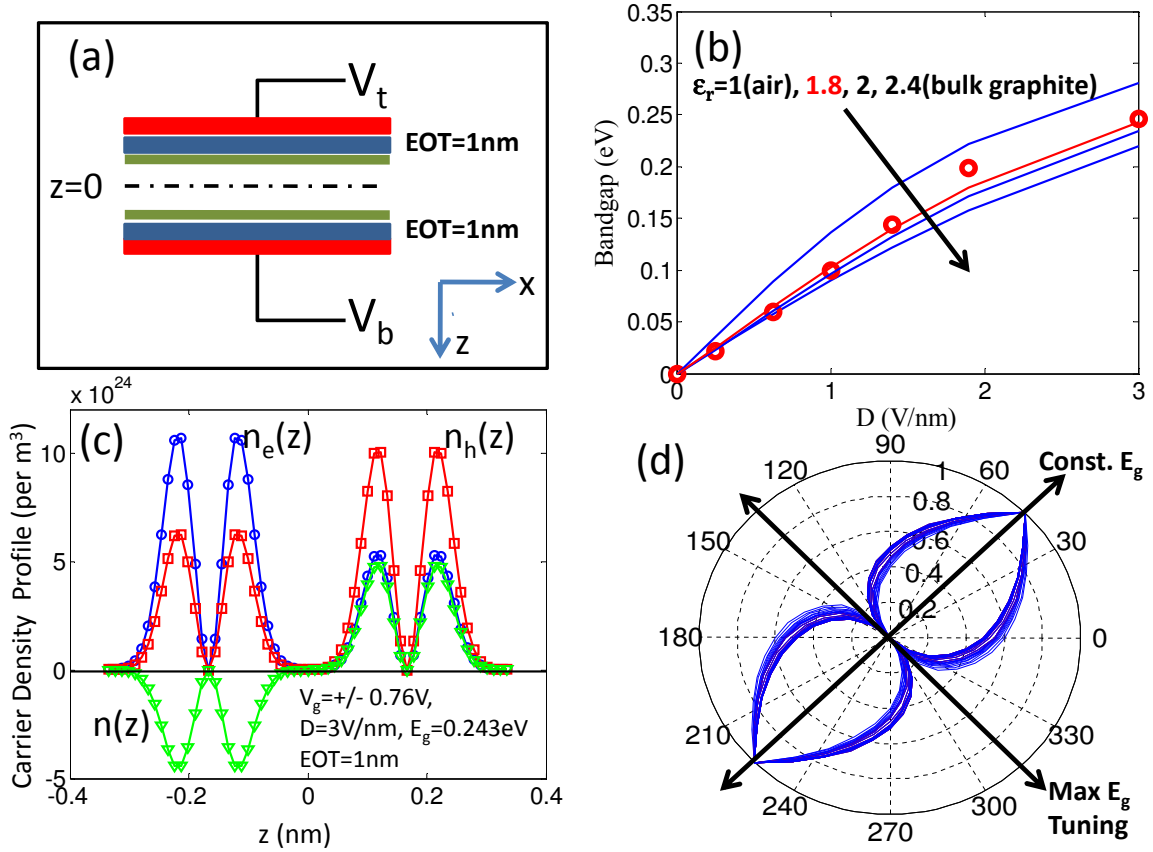 (a)
V_t
EOT=1nm
z=0
EOT=1nm
V_b
x
z
(b)
ε_r=1(air), 1.8, 2, 2.4(bulk graphite)
Bandgap (eV)
0.35
0.3
0.25
0.2
0.15
0.1
0.05
0
0 1 2 3
D (V/nm)
x 10^24
(c)
n_e(z)
n_h(z)
Carrier Density Profile (per m^3)
10
5
0
-5
n(z)
V_g=+/- 0.76V,
D=3V/nm, E_g=0.243eV
EOT=1nm
-0.4 -0.2 0 0.2 0.4
z (nm)
(d)
90
120 60
Const. E_g
150 30
1
0.8
0.6
0.4
0.2
180 0
210 330
240 300
270
Max E_g
Tuning